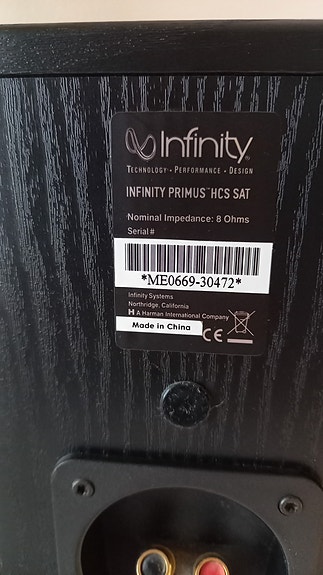 Infinity®
TECHNOLOGY • PERFORMANCE • DESIGN
INFINITY PRIMUS™ HCS SAT
Nominal Impedance: 8 Ohms
Serial #
*ME0669-30472*
Infinity Systems
Northridge, California
H A Harman International Company
Made in China
CE